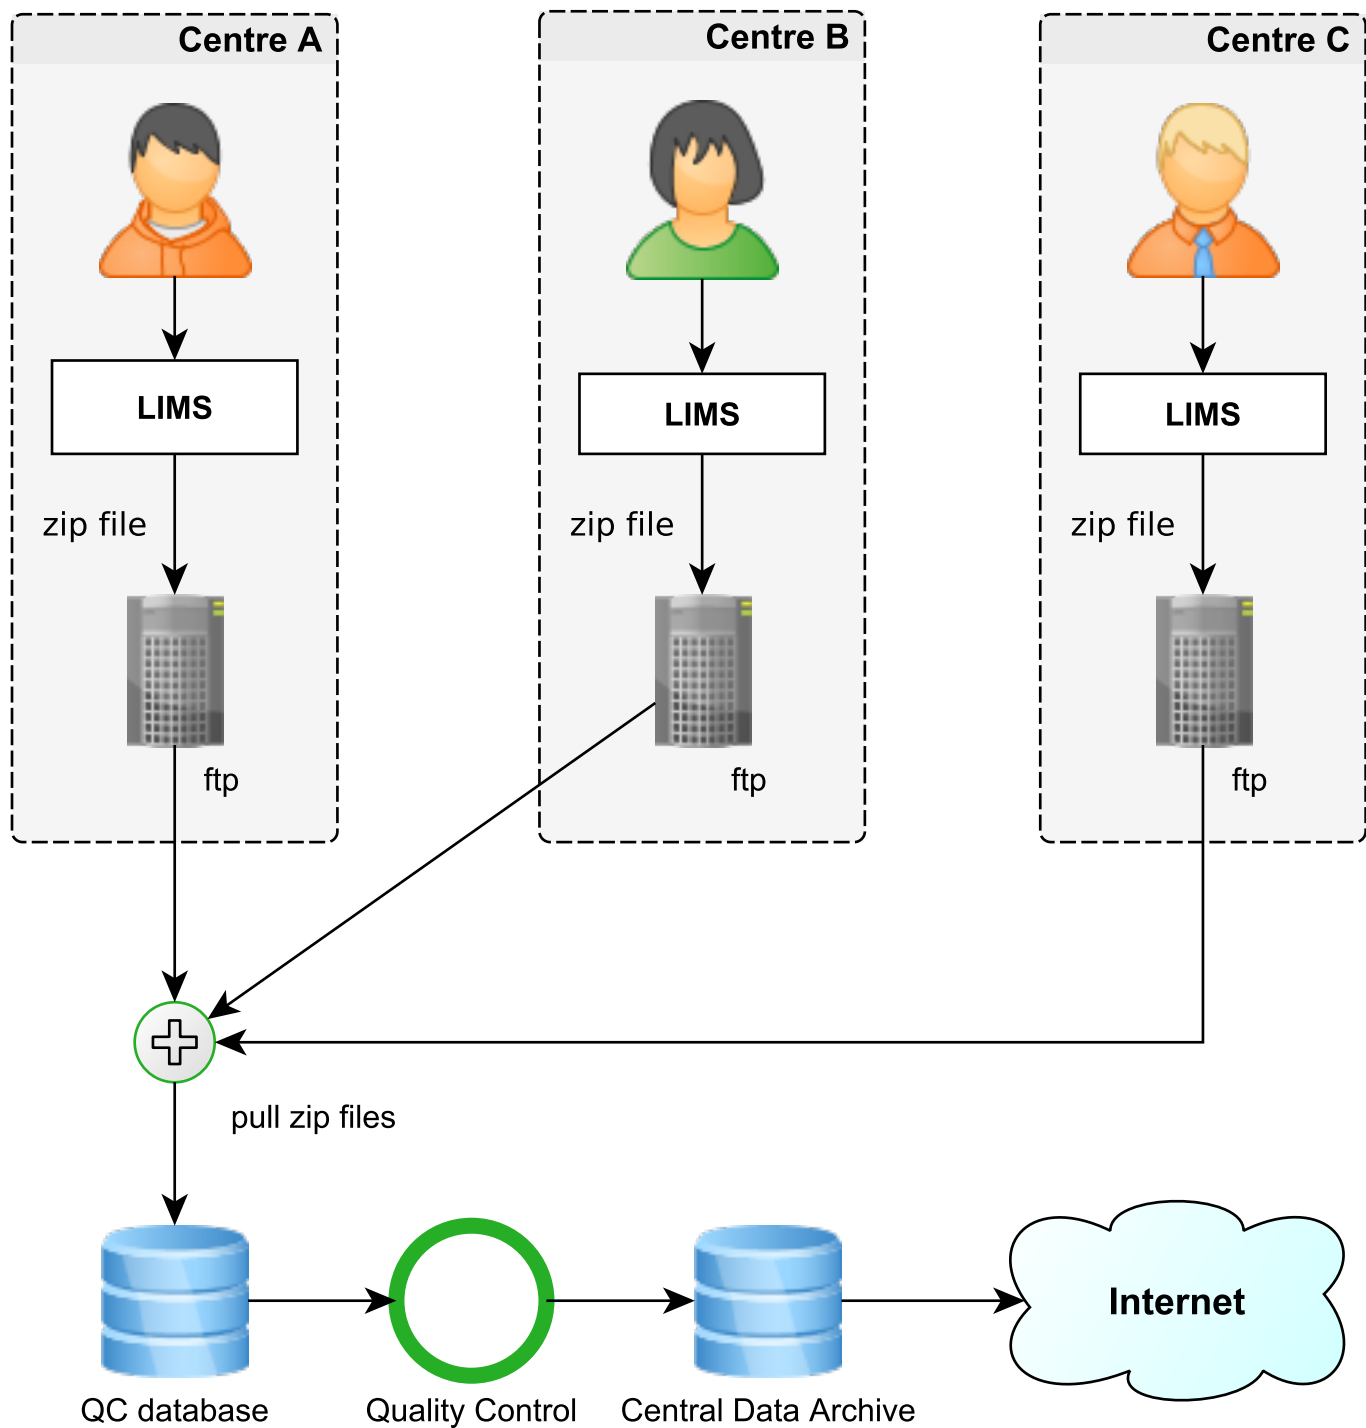 Centre A
Centre B
Centre C
LIMS
LIMS
LIMS
zip file
zip file
zip file
ftp
ftp
ftp
pull zip files
Internet
QC database
Quality Control
Central Data Archive